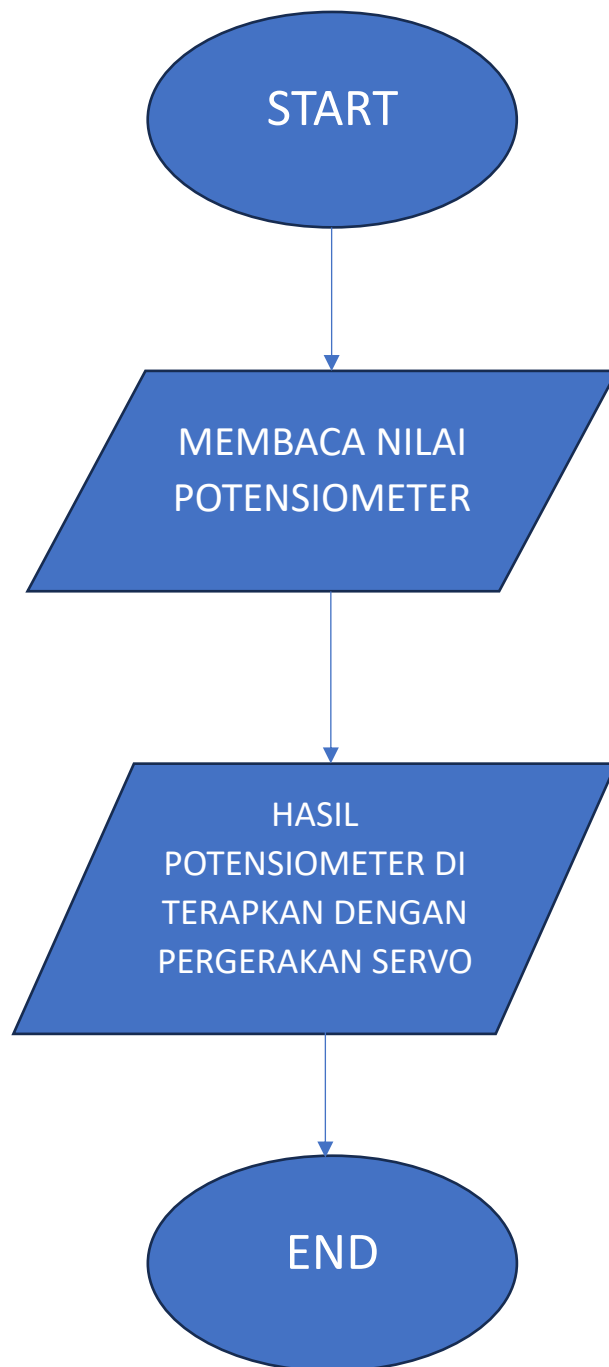 START
MEMBACA NILAI
POTENSIOMETER
HASIL
POTENSIOMETER DI
TERAPKAN DENGAN
PERGERAKAN SERVO
END